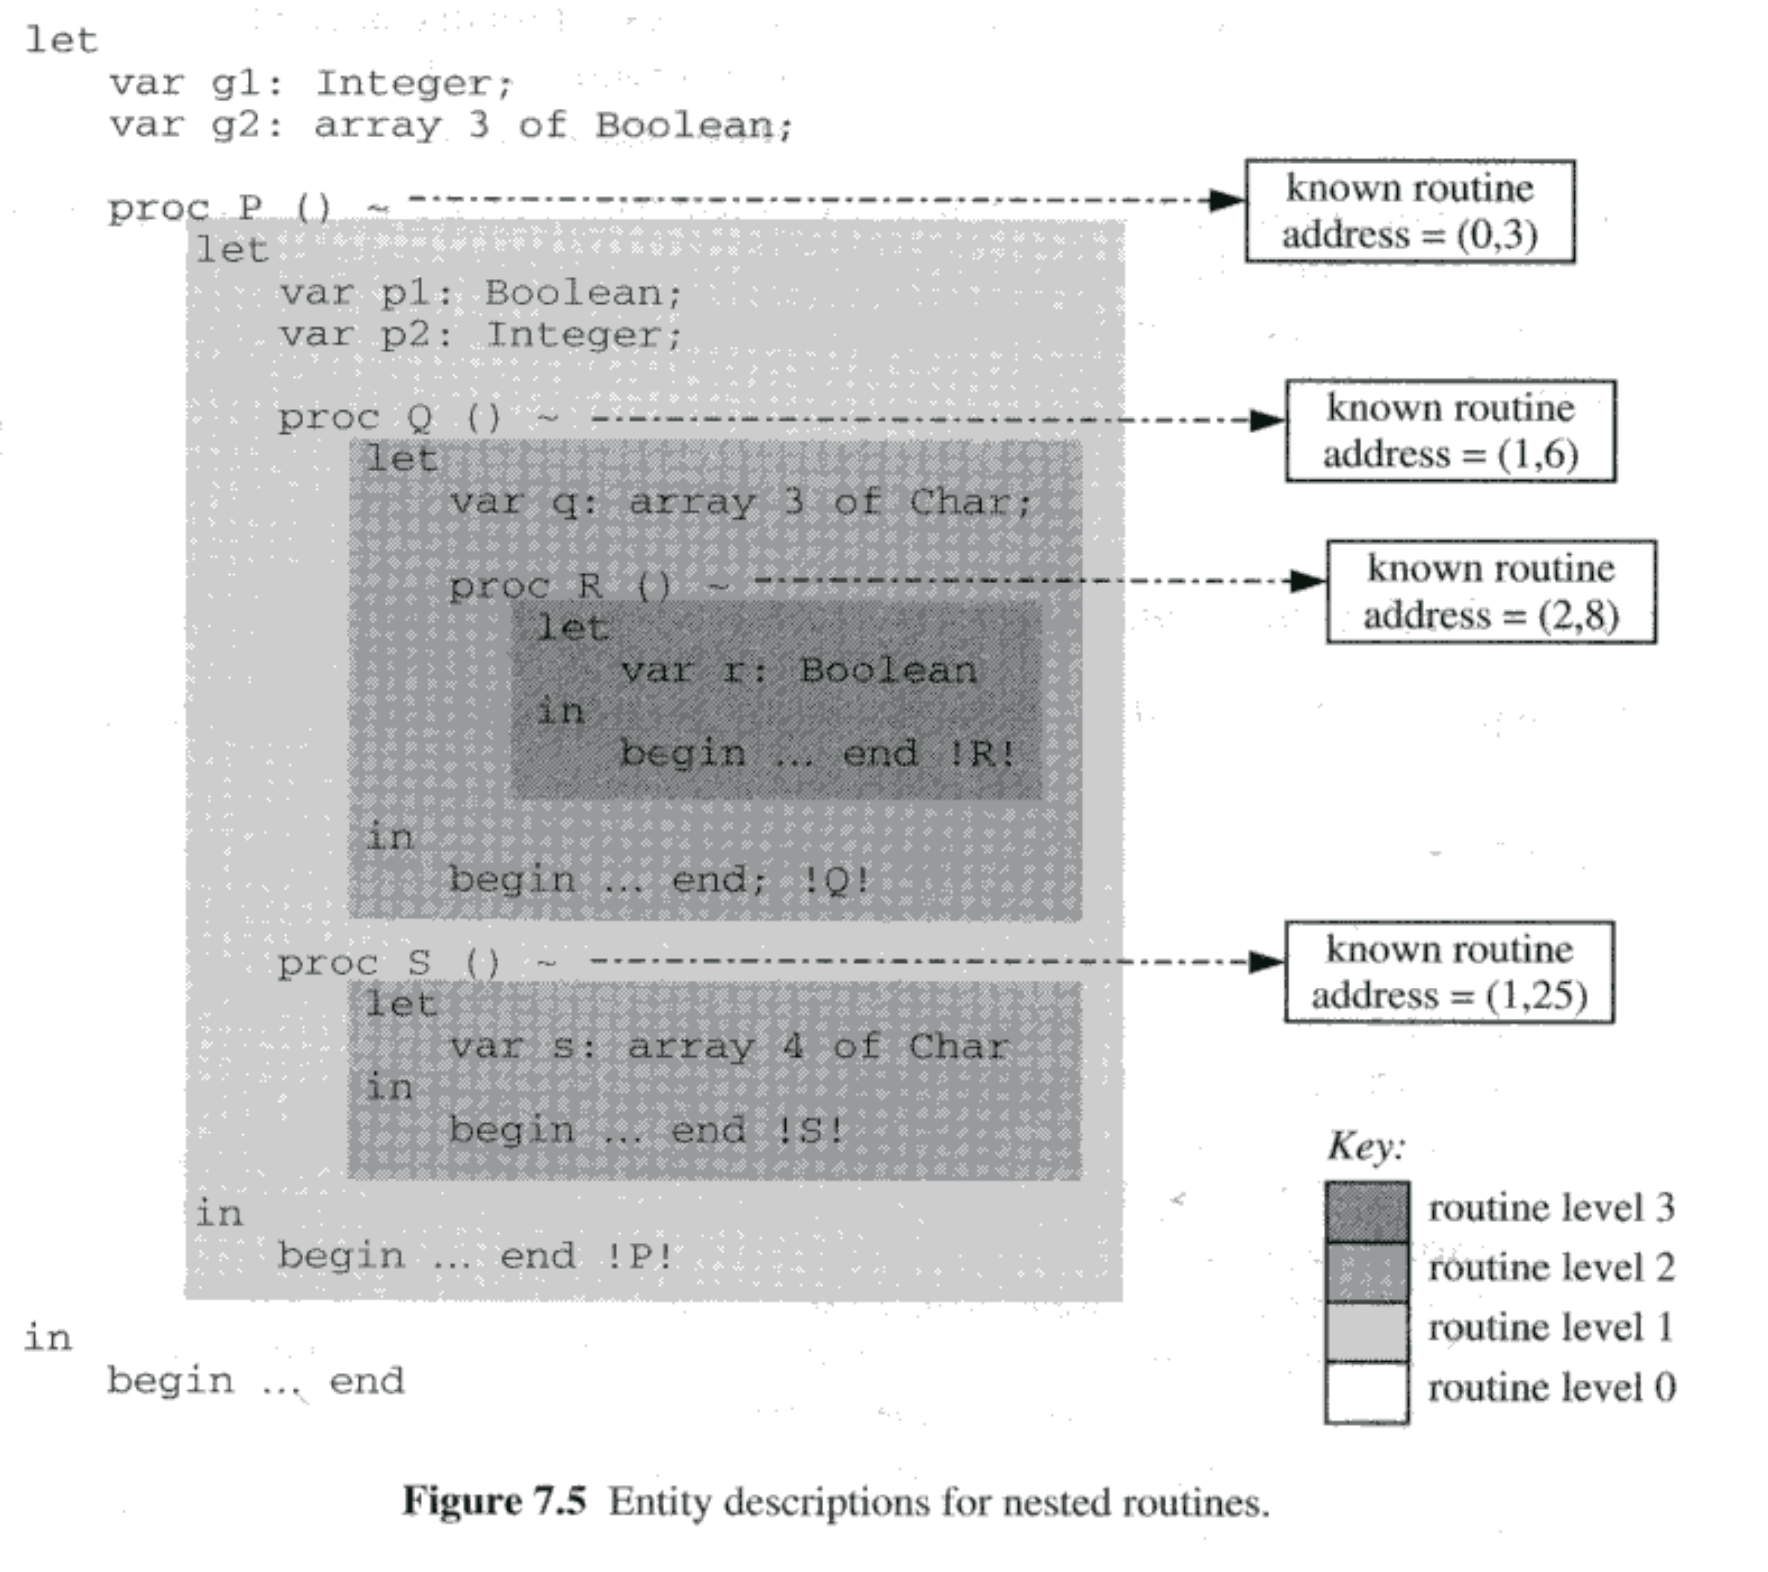 let
var g1: Integer;
var g2: array 3 of Boolean;
proc P () ~
known routine
address = (0,3)
let
var p1: Boolean;
var p2: Integer;
proc Q () ~
known routine
address = (1,6)
let
var q: array 3 of Char;
proc R () ~
known routine
address = (2,8)
let
var r: Boolean
in
begin ... end !R!
in
begin ... end; !Q!
proc S () ~
known routine
address = (1,25)
let
var s: array 4 of Char
in
begin ... end !S!
in
begin ... end !P!
in
begin ... end
Key:
routine level 3
routine level 2
routine level 1
routine level 0
Figure 7.5 Entity descriptions for nested routines.